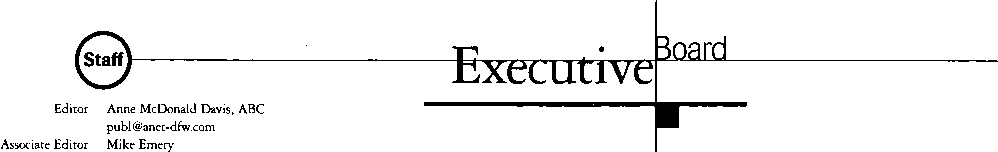 Staff
Executive Board
Editor Anne McDonald Davis, ABC
publ@anet-dfw.com
Associate Editor Mike Emery